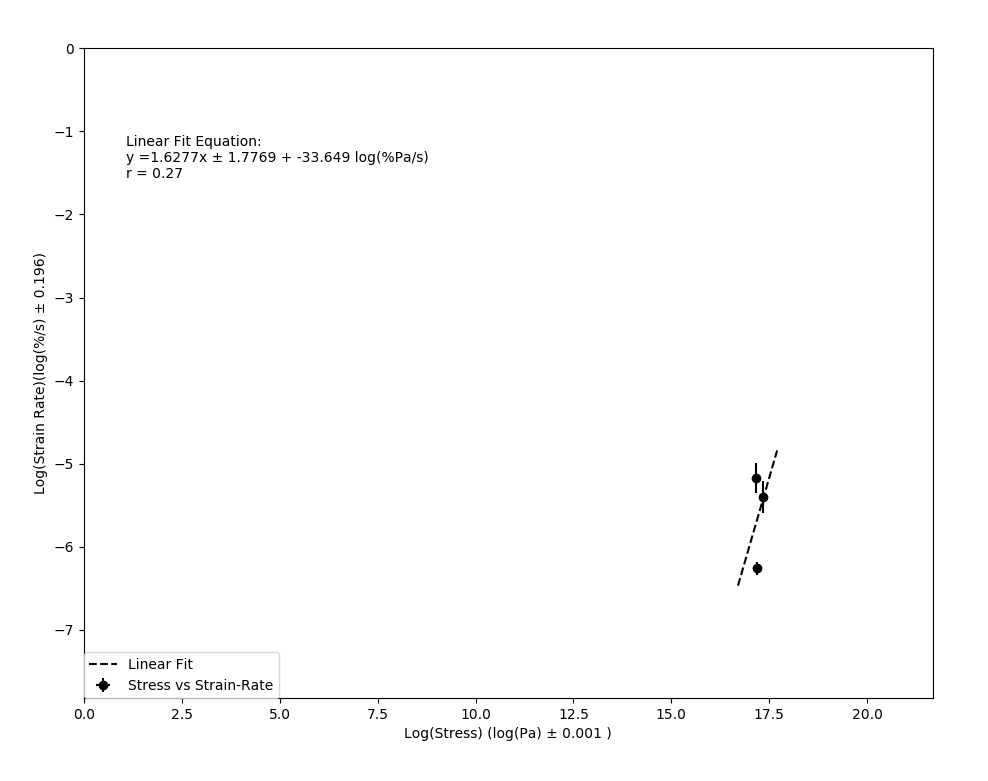 0
−1
−2
−3
−4
−5
−6
−7
Log(Strain Rate)(log(%/s) ± 0.196)
Linear Fit Equation:
y =1.6277x ± 1.7769 + -33.649 log(%Pa/s)
r = 0.27
Linear Fit
Stress vs Strain-Rate
0.0 2.5 5.0 7.5 10.0 12.5 15.0 17.5 20.0
Log(Stress) (log(Pa) ± 0.001 )